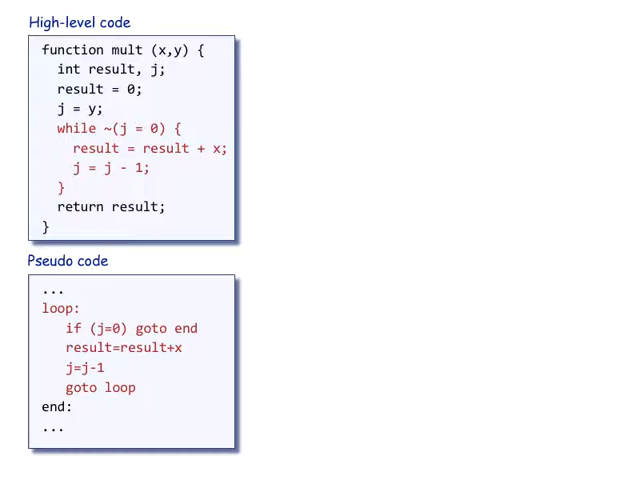 High-level code
function mult (x,y) {
int result, j;
result = 0;
j = y;
while ~(j = 0) {
result = result + x;
j = j - 1;
}
return result;
}
Pseudo code
...
loop:
if (j=0) goto end
result=result+x
j=j-1
goto loop
end:
...